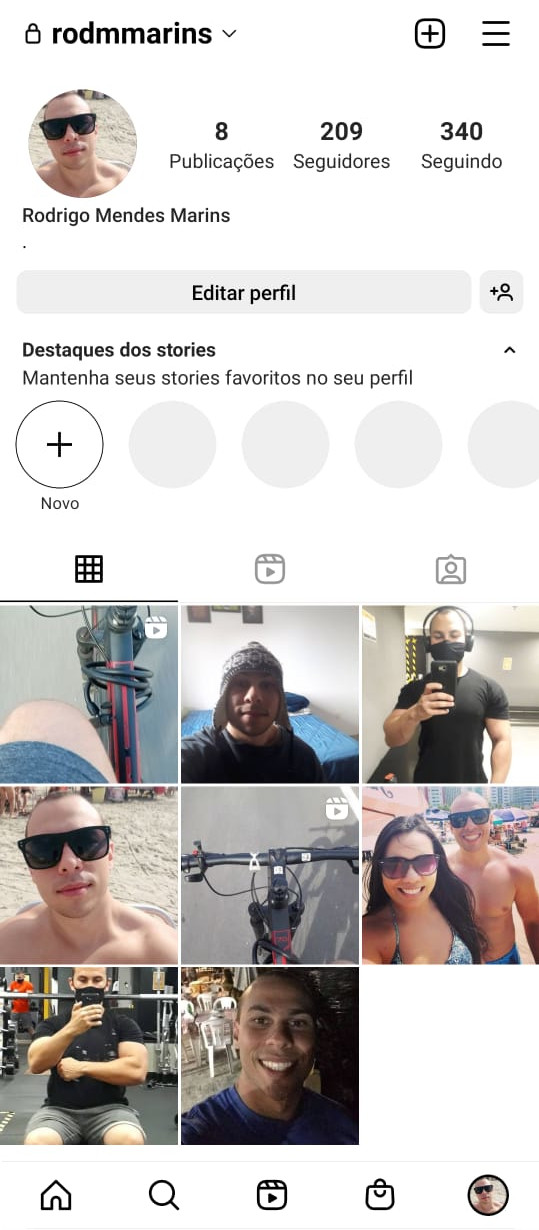 rodmmarins
8 209 340
Publicações Seguidores Seguindo
Rodrigo Mendes Marins
.
Editar perfil
Destaques dos stories
Mantenha seus stories favoritos no seu perfil
Novo